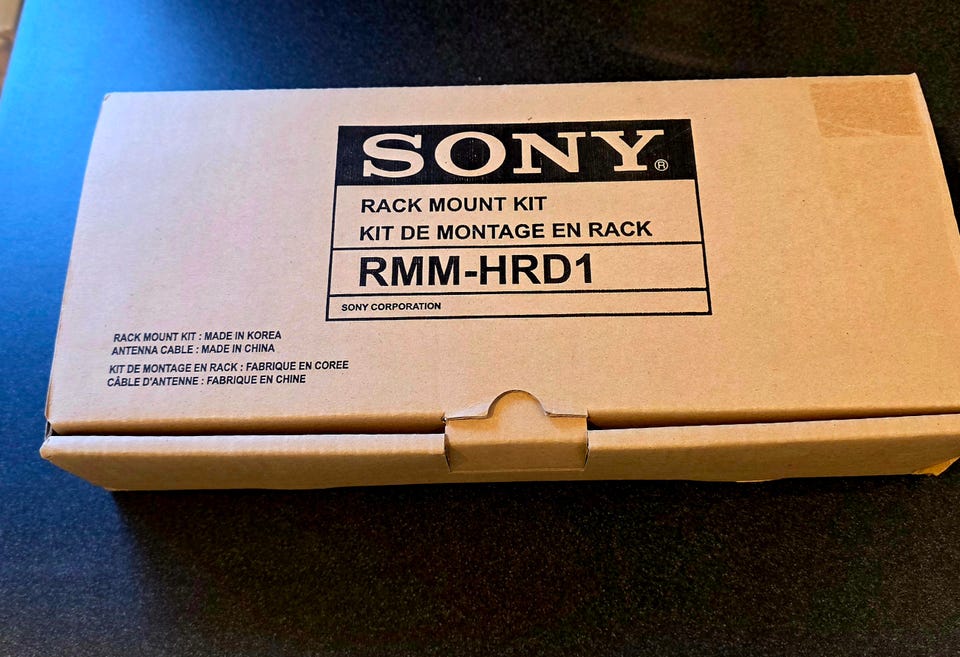 SONY®
RACK MOUNT KIT
KIT DE MONTAGE EN RACK
RMM-HRD1
SONY CORPORATION
RACK MOUNT KIT : MADE IN KOREA
ANTENNA CABLE : MADE IN CHINA
KIT DE MONTAGE EN RACK : FABRIQUE EN COREE
CÂBLE D'ANTENNE : FABRIQUE EN CHINE